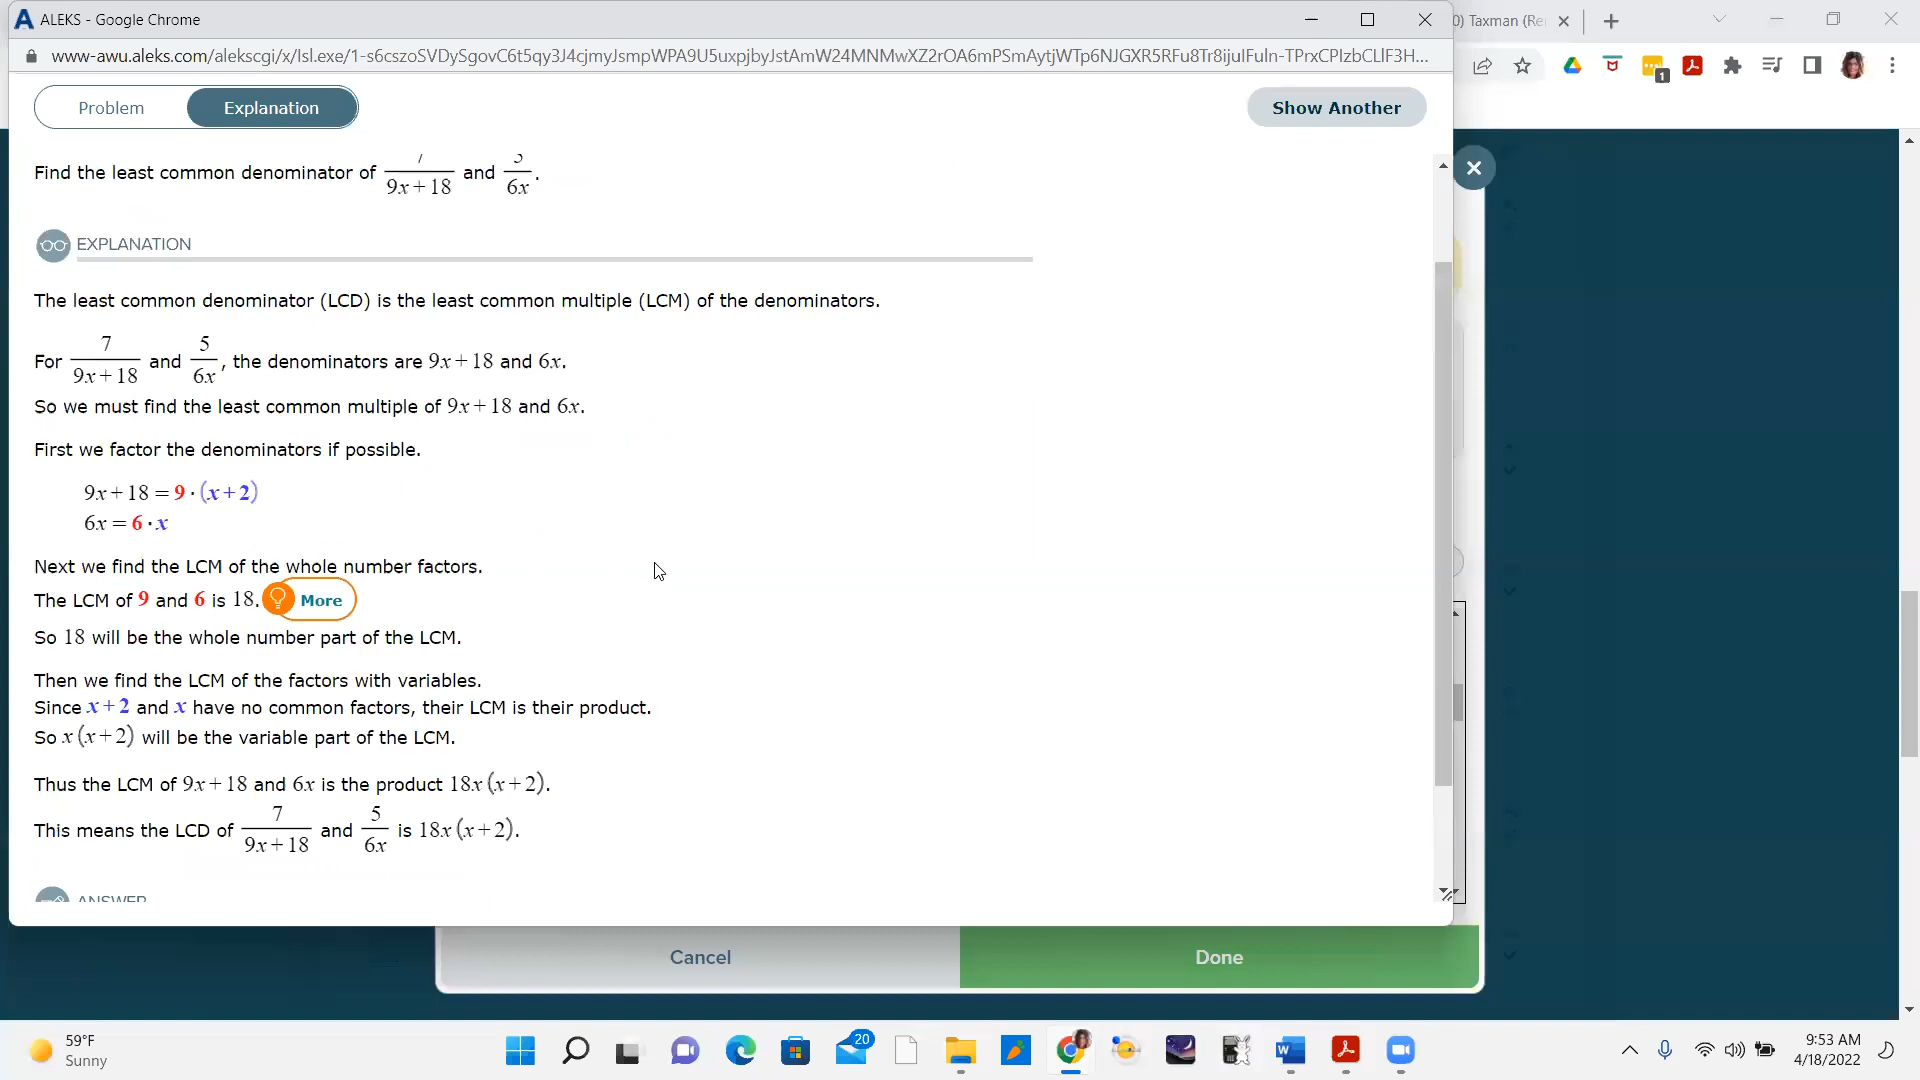 ALEKS - Google Chrome
0) Taxman (Re
www-awu.aleks.com/alekscgi/x/Isl.exe/1-s6cszoSVDySgovC6t5qy3J4cjmyJsmpWPA9U5uxpjbyJstAmW24MNMwXZ2rOA6mPSmAytjWTp6NJGXR5RFu8Tr8ijuIFuln-TPrxCPIzbCLlF3H...
1
Problem
Explanation
Show Another
Find the least common denominator of 7/(9x+18) and 5/(6x).
EXPLANATION
The least common denominator (LCD) is the least common multiple (LCM) of the denominators.
For 7/(9x+18) and 5/(6x), the denominators are 9x+18 and 6x.
So we must find the least common multiple of 9x+18 and 6x.
First we factor the denominators if possible.
9x+18 = 9·(x+2)
6x = 6·x
Next we find the LCM of the whole number factors.
The LCM of 9 and 6 is 18. More
So 18 will be the whole number part of the LCM.
Then we find the LCM of the factors with variables.
Since x+2 and x have no common factors, their LCM is their product.
So x(x+2) will be the variable part of the LCM.
Thus the LCM of 9x+18 and 6x is the product 18x(x+2).
This means the LCD of 7/(9x+18) and 5/(6x) is 18x(x+2).
ANSWER
Cancel
Done
59°F
Sunny
20
9:53 AM
4/18/2022